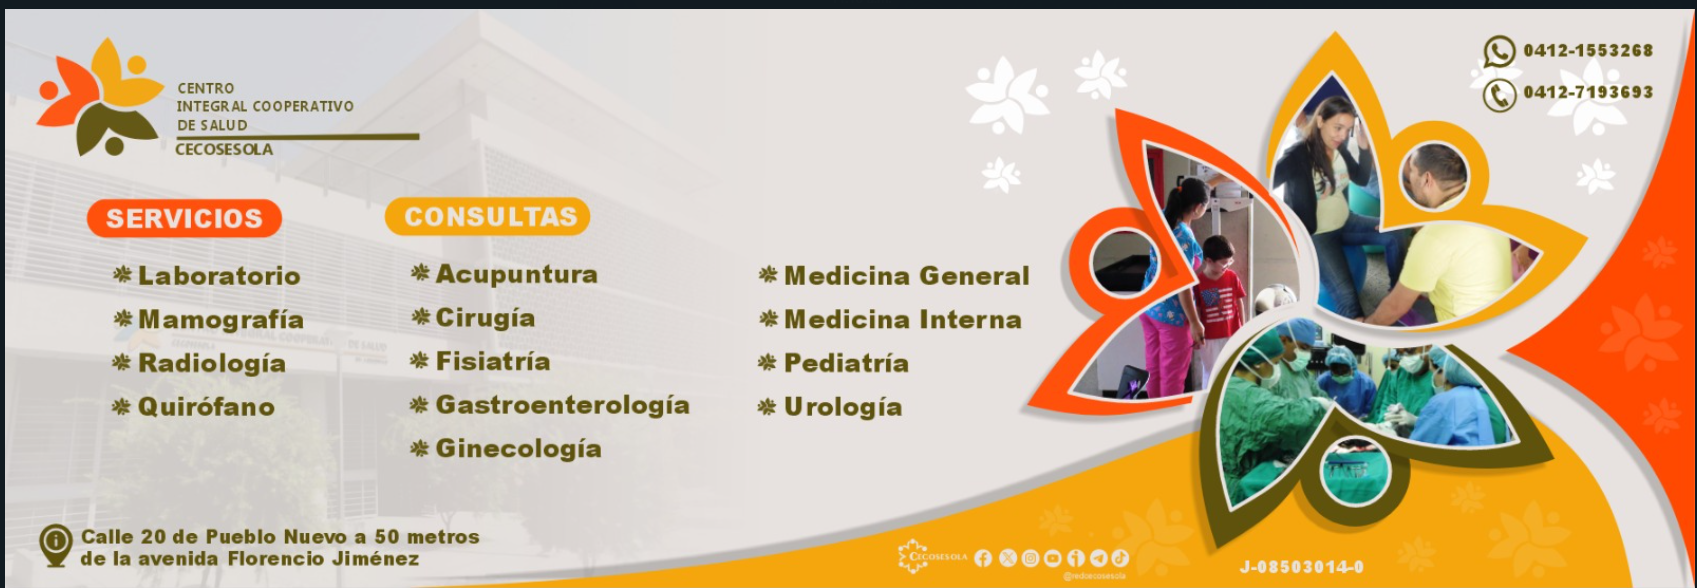 CENTRO
INTEGRAL COOPERATIVO
DE SALUD
CECOSESOLA
0412-1553268
0412-7193693
SERVICIOS
Laboratorio
Mamografía
Radiología
Quirófano
CONSULTAS
Acupuntura
Cirugía
Fisiatría
Gastroenterología
Ginecología
Medicina General
Medicina Interna
Pediatría
Urología
Calle 20 de Pueblo Nuevo a 50 metros
de la avenida Florencio Jiménez
CECOSESOLA
@redcecosesola
J-08503014-0